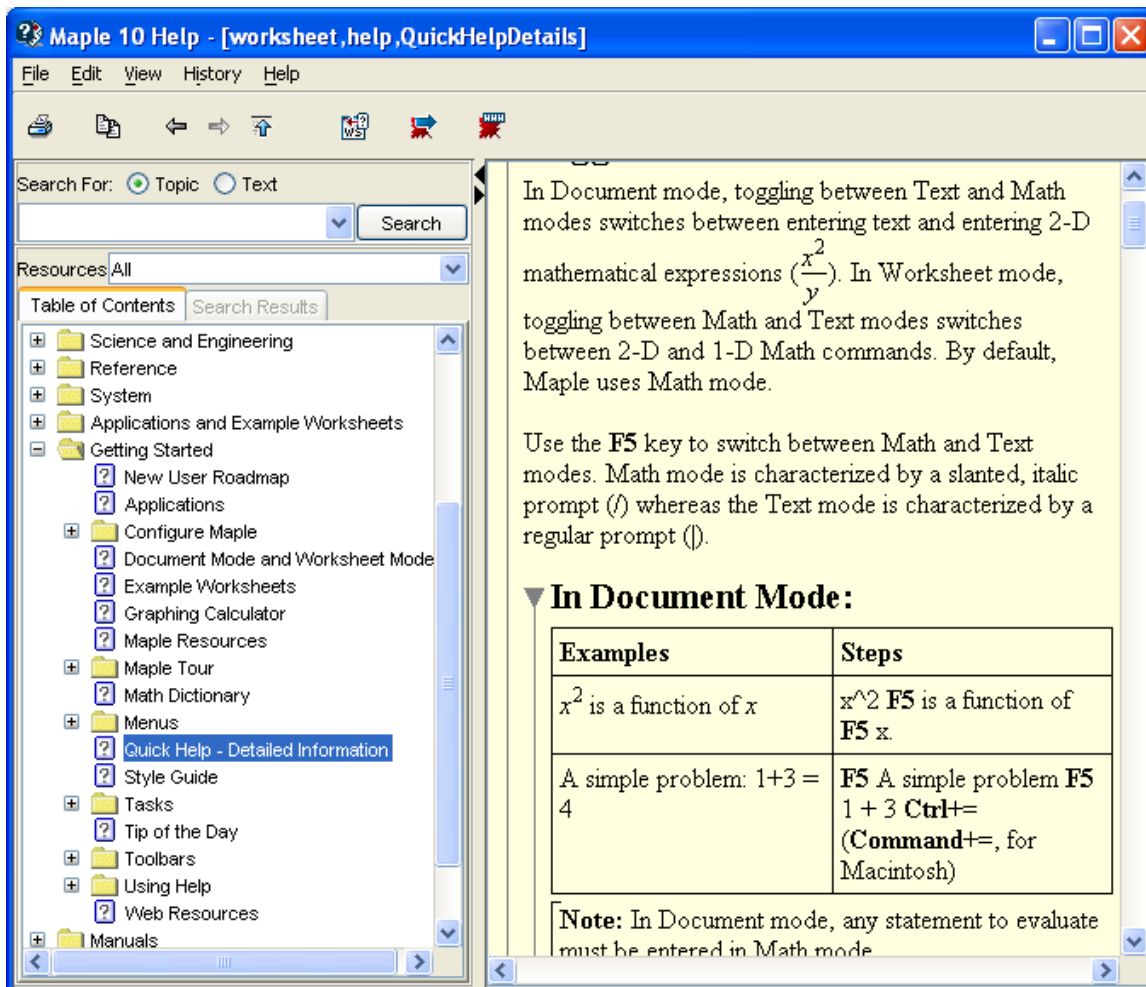 Maple 10 Help - [worksheet,help,QuickHelpDetails]
File Edit View History Help
Search For: Topic Text
Search
Resources All
Table of Contents Search Results
Science and Engineering
Reference
System
Applications and Example Worksheets
Getting Started
New User Roadmap
Applications
Configure Maple
Document Mode and Worksheet Mode
Example Worksheets
Graphing Calculator
Maple Resources
Maple Tour
Math Dictionary
Menus
Quick Help - Detailed Information
Style Guide
Tasks
Tip of the Day
Toolbars
Using Help
Web Resources
Manuals
In Document mode, toggling between Text and Math
modes switches between entering text and entering 2-D
mathematical expressions (x²/y). In Worksheet mode,
toggling between Math and Text modes switches
between 2-D and 1-D Math commands. By default,
Maple uses Math mode.
Use the F5 key to switch between Math and Text
modes. Math mode is characterized by a slanted, italic
prompt (/) whereas the Text mode is characterized by a
regular prompt (|).
In Document Mode:
Examples Steps
x² is a function of x
x^2 F5 is a function of
F5 x.
A simple problem: 1+3 =
4
F5 A simple problem F5
1 + 3 Ctrl+=
(Command+=, for
Macintosh)
Note: In Document mode, any statement to evaluate
must be entered in Math mode